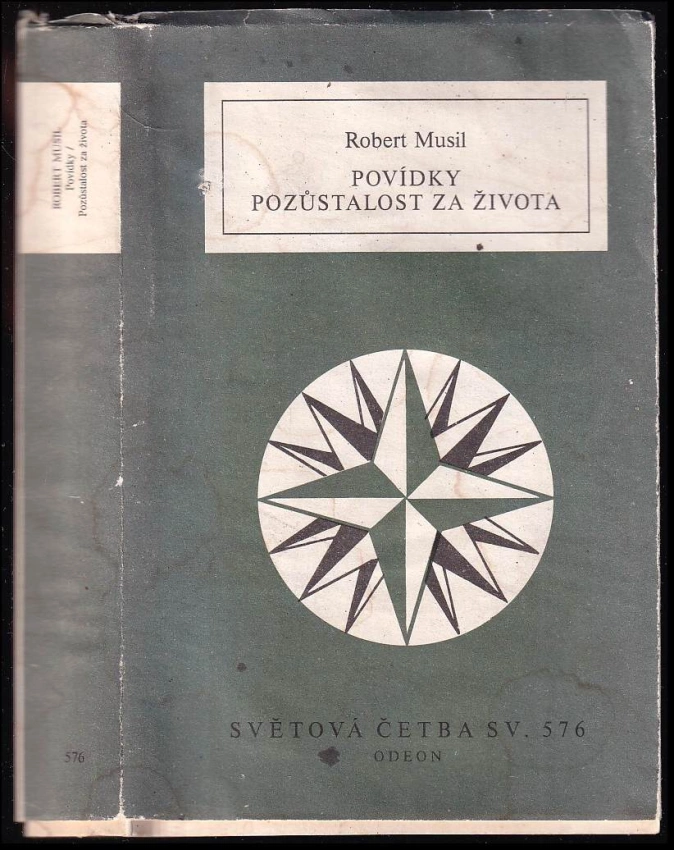 ROBERT MUSIL
Povídky /
Pozůstalost za života
576
Robert Musil
POVÍDKY
POZŮSTALOST ZA ŽIVOTA
SVĚTOVÁ ČETBA SV. 576
ODEON